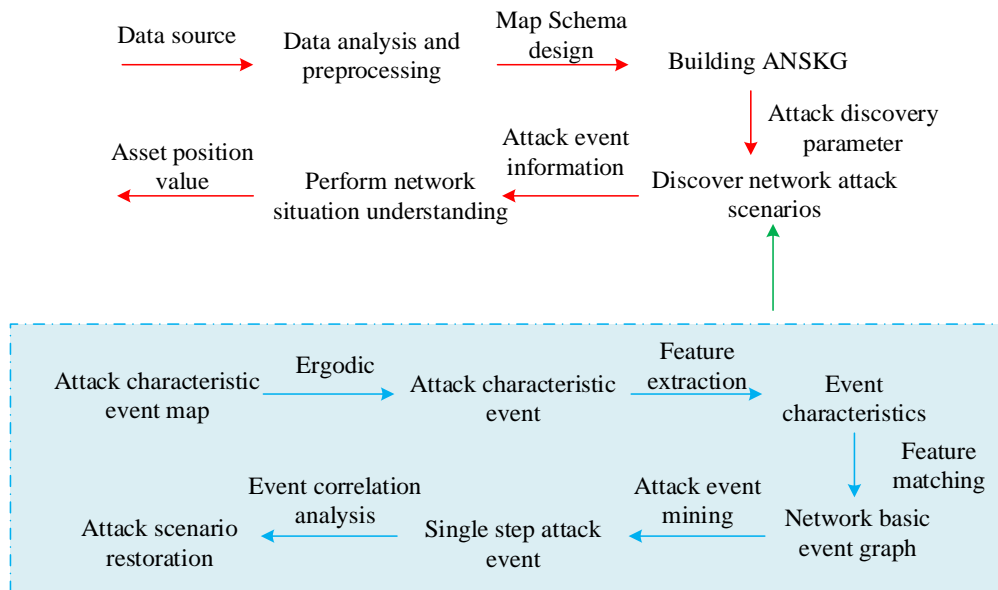 Data source
Data analysis and
preprocessing
Map Schema
design
Building ANSKG
Attack discovery
parameter
Discover network attack
scenarios
Attack event
information
Perform network
situation understanding
Asset position
value
Attack characteristic
event map
Ergodic
Attack characteristic
event
Feature
extraction
Event
characteristics
Feature
matching
Network basic
event graph
Attack event
mining
Single step attack
event
Event correlation
analysis
Attack scenario
restoration